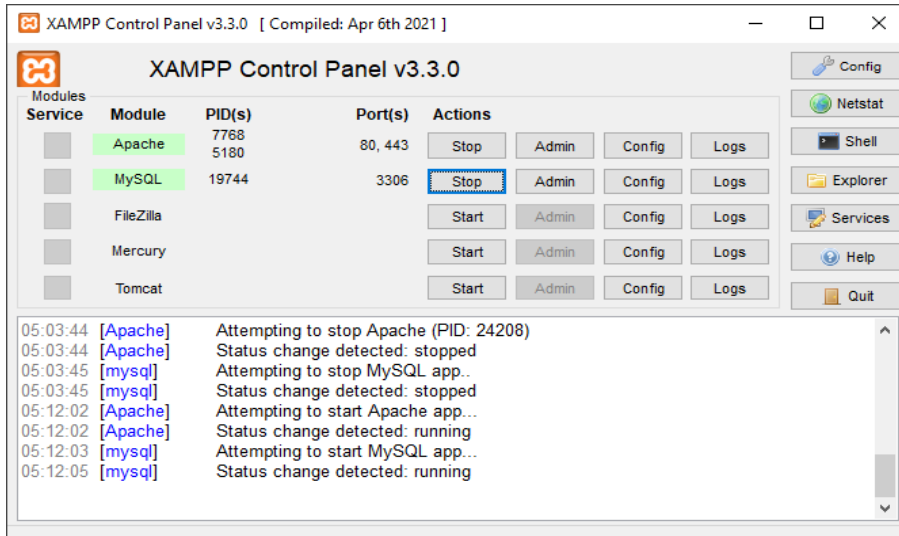 XAMPP Control Panel v3.3.0 [ Compiled: Apr 6th 2021 ]
XAMPP Control Panel v3.3.0
Config
Modules
Service Module PID(s) Port(s) Actions
Netstat
Apache 7768 5180 80, 443 Stop Admin Config Logs
Shell
MySQL 19744 3306 Stop Admin Config Logs
Explorer
FileZilla Start Admin Config Logs
Services
Mercury Start Admin Config Logs
Help
Tomcat Start Admin Config Logs
Quit
05:03:44 [Apache] Attempting to stop Apache (PID: 24208)
05:03:44 [Apache] Status change detected: stopped
05:03:45 [mysql] Attempting to stop MySQL app..
05:03:45 [mysql] Status change detected: stopped
05:12:02 [Apache] Attempting to start Apache app...
05:12:02 [Apache] Status change detected: running
05:12:03 [mysql] Attempting to start MySQL app...
05:12:05 [mysql] Status change detected: running